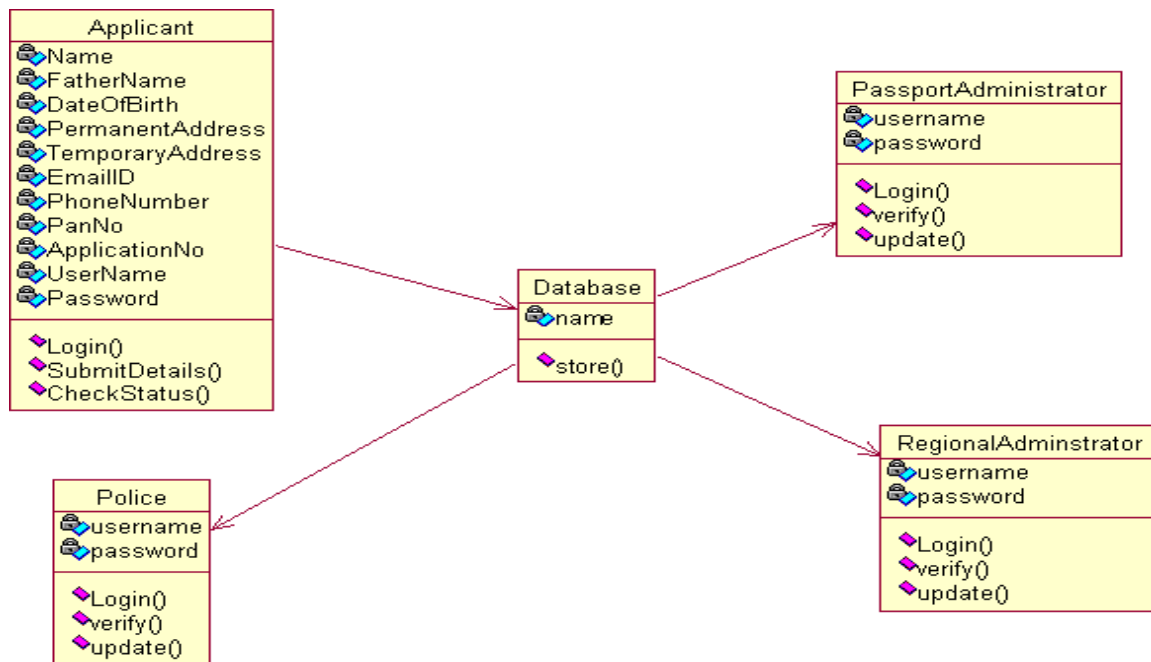 Applicant
Name
FatherName
DateOfBirth
PermanentAddress
TemporaryAddress
EmailID
PhoneNumber
PanNo
ApplicationNo
UserName
Password
Login()
SubmitDetails()
CheckStatus()
PassportAdministrator
username
password
Login()
verify()
update()
Database
name
store()
RegionalAdminstrator
username
password
Login()
verify()
update()
Police
username
password
Login()
verify()
update()